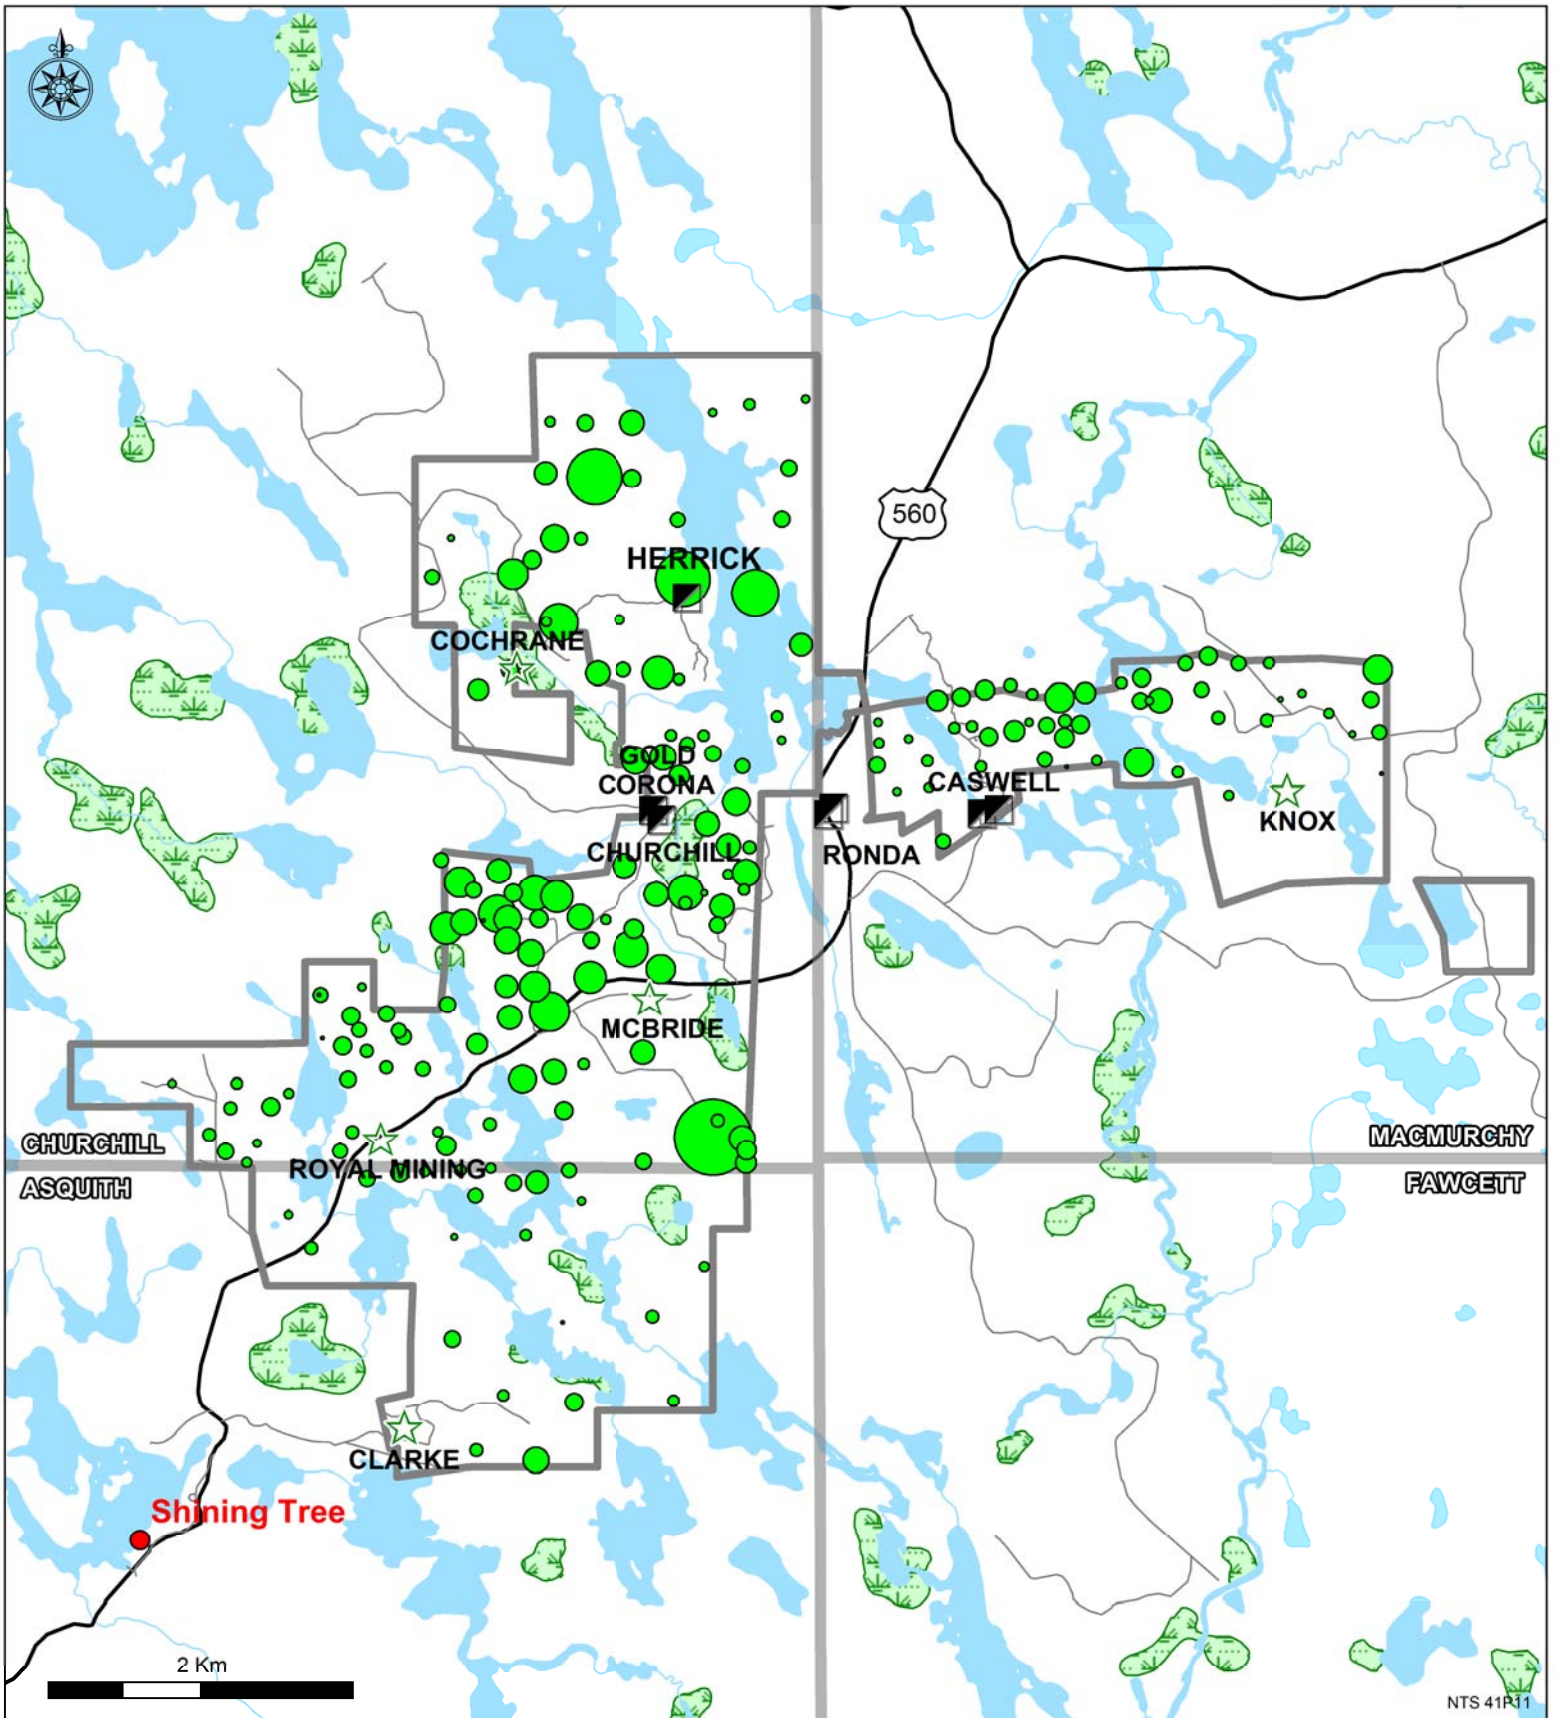 560
HERRICK
COCHRANE
GOLD
CORONA
CASWELL
KNOX
CHURCHILL
RONDA
MCBRIDE
CHURCHILL
MACMURCHY
ROYAL MINING
ASQUITH
FAWCETT
CLARKE
Shining Tree
2 Km
NTS 41P11